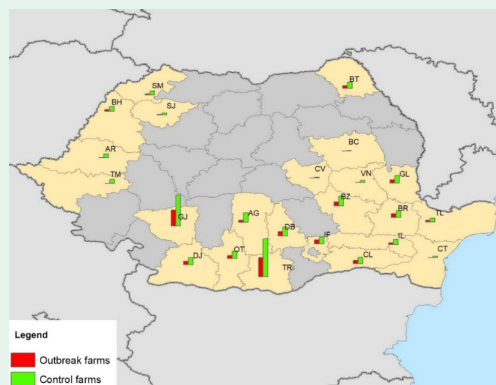 BT
SM
BH
SJ
AR
TM
BC
CV
VN
GL
BZ
BR
TL
GJ
AG
DB
IF
IL
CT
DJ
OT
TR
CL
Legend
Outbreak farms
Control farms